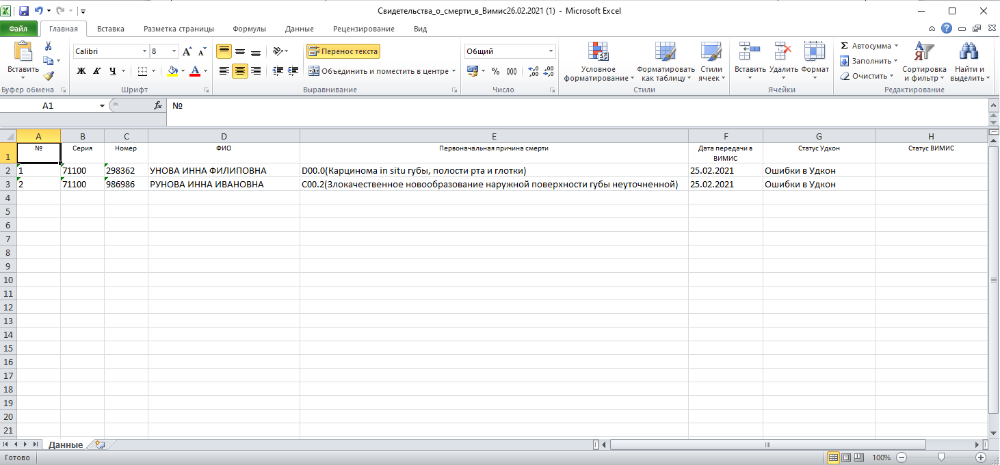 Свидетельства_о_смерти_в_Вимис26.02.2021 (1) - Microsoft Excel
Файл Главная Вставка Разметка страницы Формулы Данные Рецензирование Вид
Вставить
Буфер обмена
Calibri 8
Ж К Ч
Шрифт
Перенос текста
Объединить и поместить в центре
Выравнивание
Общий
% 000
Число
Условное форматирование
Форматировать как таблицу
Стили ячеек
Стили
Вставить Удалить Формат
Ячейки
Σ Автосумма
Заполнить
Очистить
Сортировка и фильтр
Найти и выделить
Редактирование
A1 fx №
A B C D E F G H
1 № Серия Номер ФИО Первоначальная причина смерти Дата передачи в ВИМИС Статус Удкон Статус ВИМИС
2 1 71100 298362 УНОВА ИННА ФИЛИПОВНА D00.0(Карцинома in situ губы, полости рта и глотки) 25.02.2021 Ошибки в Удкон
3 2 71100 986986 РУНОВА ИННА ИВАНОВНА C00.2(Злокачественное новообразование наружной поверхности губы неуточненной) 25.02.2021 Ошибки в Удкон
4
5
6
7
8
9
10
11
12
13
14
15
16
17
18
19
20
21
Данные
Готово 100%